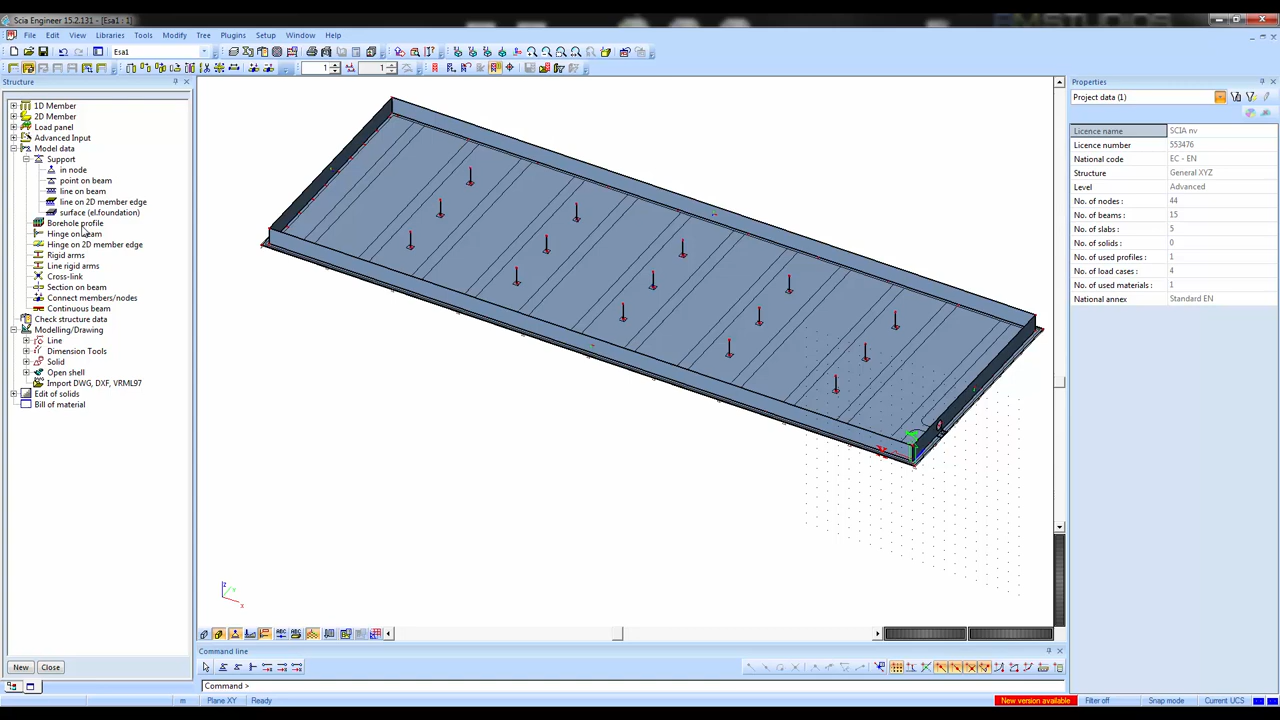 Scia Engineer 15.2.131 - [Esa1 : 1]
File Edit View Libraries Tools Modify Tree Plugins Setup Window Help
Esa1
1 1
Structure
1D Member
2D Member
Load panel
Advanced Input
Model data
Support
in node
point on beam
line on beam
line on 2D member edge
surface (el.foundation)
Borehole profile
Hinge on beam
Hinge on 2D member edge
Rigid arms
Line rigid arms
Cross-link
Section on beam
Connect members/nodes
Continuous beam
Check structure data
Modelling/Drawing
Line
Dimension Tools
Solid
Open shell
Import DWG, DXF, VRML97
Edit of solids
Bill of material
New Close
z
y
x
Properties
Project data (1)
Licence name SCIA nv
Licence number 553476
National code EC - EN
Structure General XYZ
Level Advanced
No. of nodes : 44
No. of beams : 15
No. of slabs : 5
No. of solids : 0
No. of used profiles : 1
No. of load cases : 4
No. of used materials : 1
National annex Standard EN
Command line
Command >
m Plane XY Ready New version available Filter off Snap mode Current UCS